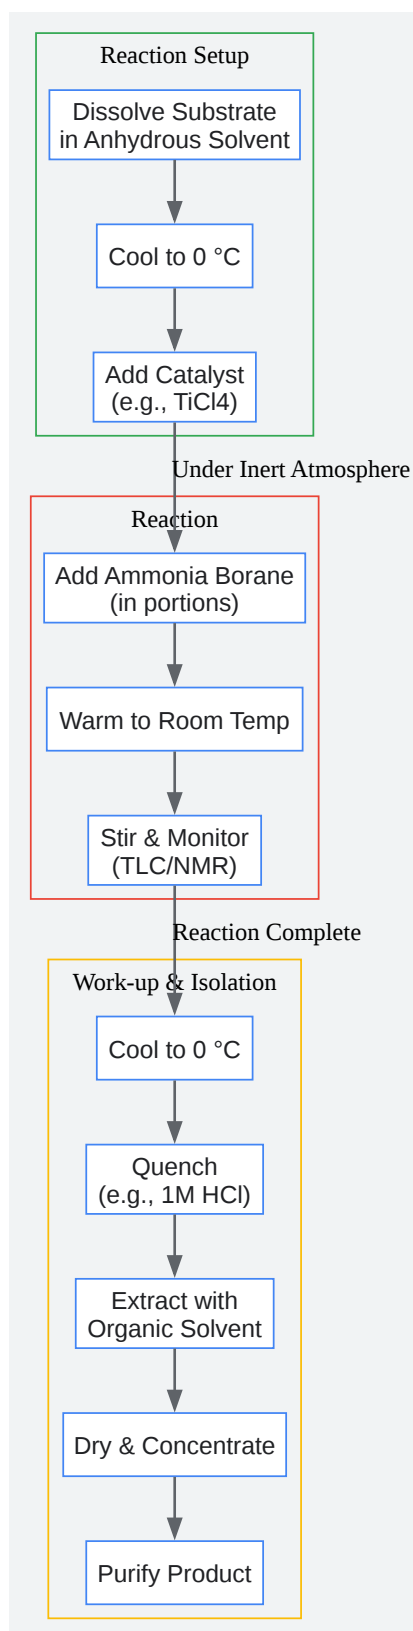 Reaction Setup
Dissolve Substrate
in Anhydrous Solvent
Cool to 0 °C
Add Catalyst
(e.g., TiCl4)
Under Inert Atmosphere
Reaction
Add Ammonia Borane
(in portions)
Warm to Room Temp
Stir & Monitor
(TLC/NMR)
Reaction Complete
Work-up & Isolation
Cool to 0 °C
Quench
(e.g., 1M HCl)
Extract with
Organic Solvent
Dry & Concentrate
Purify Product